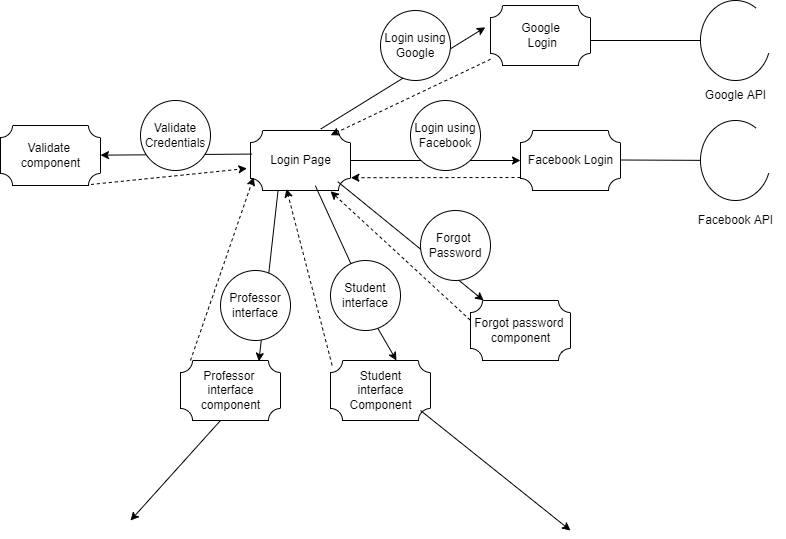 Login using
Google
Google
Login
Google API
Validate
component
Validate
Credentials
Login Page
Login using
Facebook
Facebook Login
Facebook API
Forgot
Password
Professor
interface
Student
interface
Forgot password
component
Professor
interface
component
Student
interface
Component